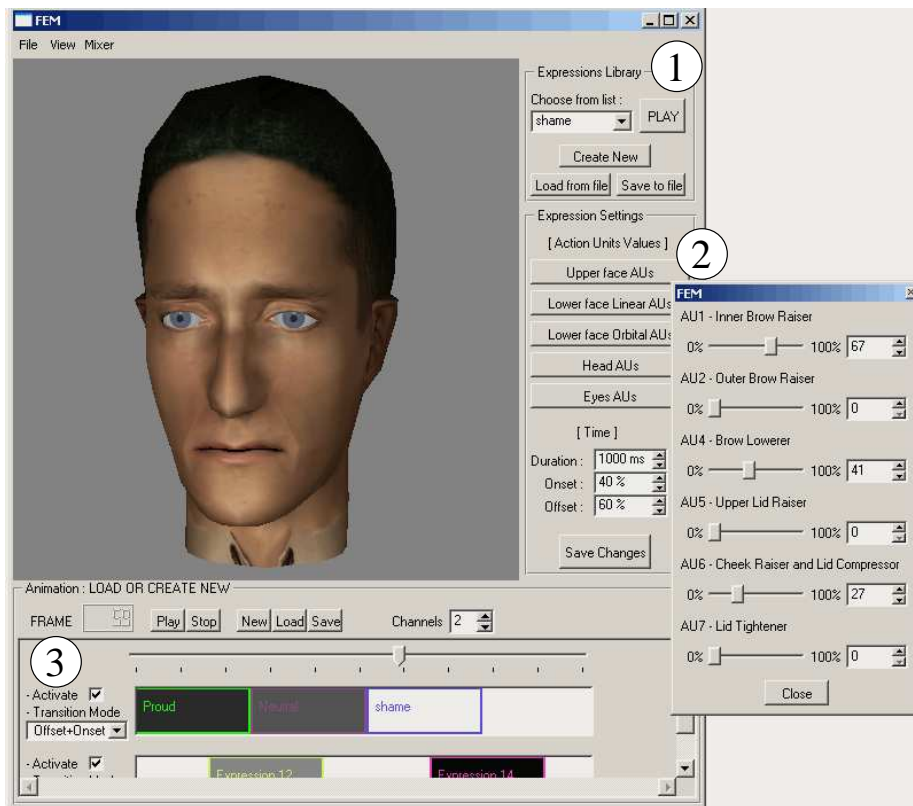 FEM
File View Mixer
1
Expressions Library
Choose from list :
shame
PLAY
Create New
Load from file Save to file
Expression Settings
[ Action Units Values ]
2
Upper face AUs
Lower face Linear AUs
Lower face Orbital AUs
Head AUs
Eyes AUs
[ Time ]
Duration : 1000 ms
Onset : 40 %
Offset : 60 %
Save Changes
FEM
AU1 - Inner Brow Raiser
0% 100% 67
AU2 - Outer Brow Raiser
0% 100% 0
AU4 - Brow Lowerer
0% 100% 41
AU5 - Upper Lid Raiser
0% 100% 0
AU6 - Cheek Raiser and Lid Compressor
0% 100% 27
AU7 - Lid Tightener
0% 100% 0
Close
Animation : LOAD OR CREATE NEW
FRAME 59 Play Stop New Load Save Channels 2
3
- Activate
- Transition Mode
Offset+Onset
Proud Neutral shame
- Activate
Expression 12 Expression 14